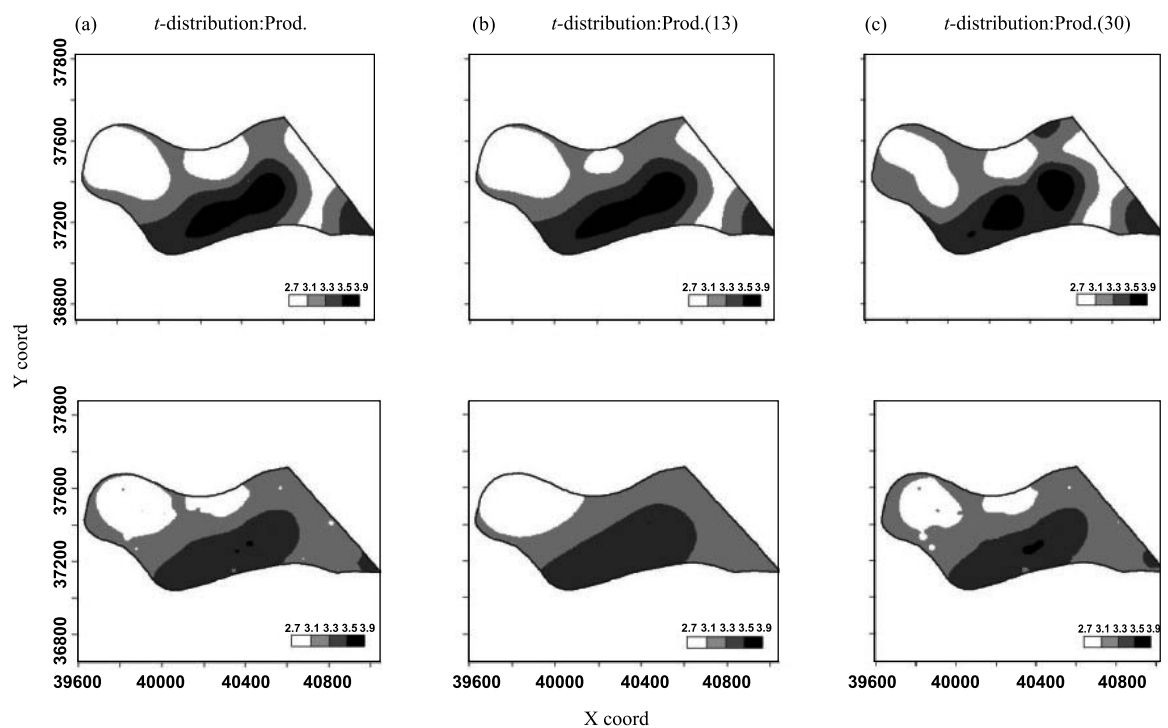 (a) t-distribution:Prod.
(b) t-distribution:Prod.(13)
(c) t-distribution:Prod.(30)
37800
37600
37200
36800
2.7 3.1 3.3 3.5 3.9
2.7 3.1 3.3 3.5 3.9
2.7 3.1 3.3 3.5 3.9
Y coord
37800
37600
37200
36800
2.7 3.1 3.3 3.5 3.9
2.7 3.1 3.3 3.5 3.9
2.7 3.1 3.3 3.5 3.9
39600 40000 40400 40800
39600 40000 40400 40800
39600 40000 40400 40800
X coord